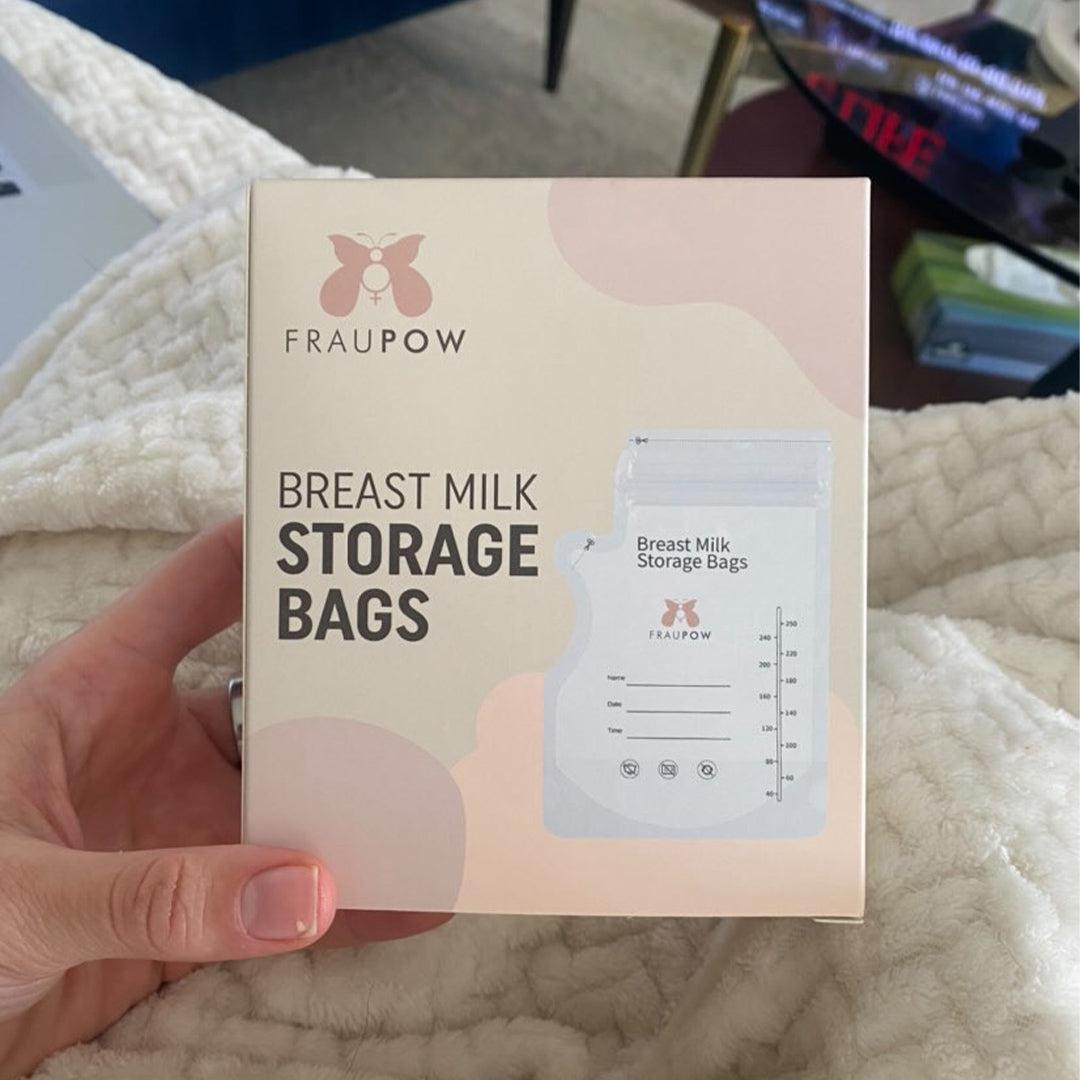 FRAUPOW
BREAST MILK
STORAGE
BAGS
Breast Milk
Storage Bags
FRAUPOW
Name
Date
Time
250
240
220
200
180
160
140
120
100
80
60
40